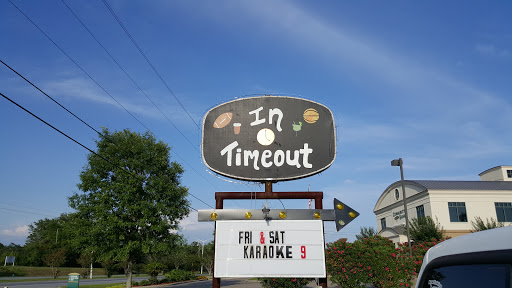 In
Timeout
FRI & SAT
KARAOKE 9